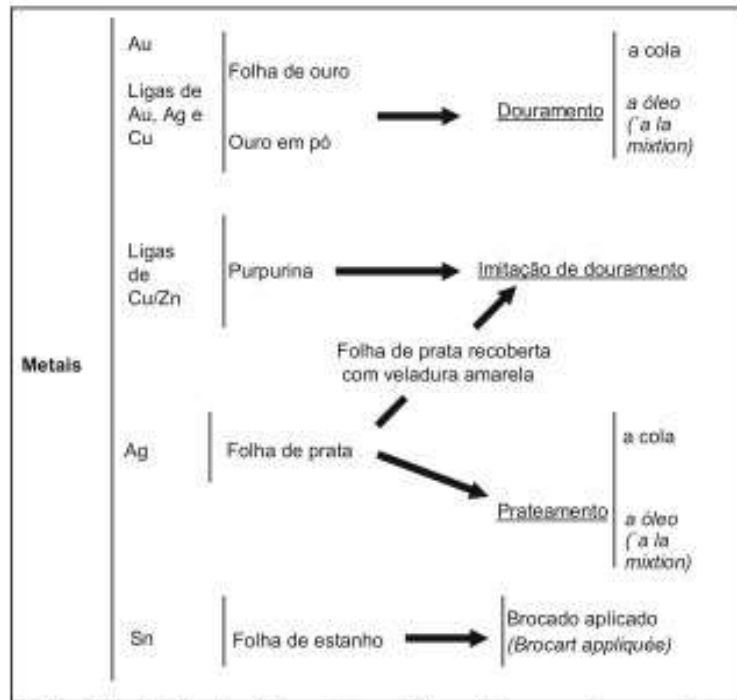 Metais
Au
Ligas de
Au, Ag e
Cu
Folha de ouro
Ouro em pó
Douramento
a cola
a óleo
(´a la
mixtion)
Ligas
de
Cu/Zn
Purpurina
Imitação de douramento
Folha de prata recoberta
com veladura amarela
Ag
Folha de prata
Prateamento
a cola
a óleo
(´a la
mixtion)
Sn
Folha de estanho
Brocado aplicado
(Brocart appliquée)